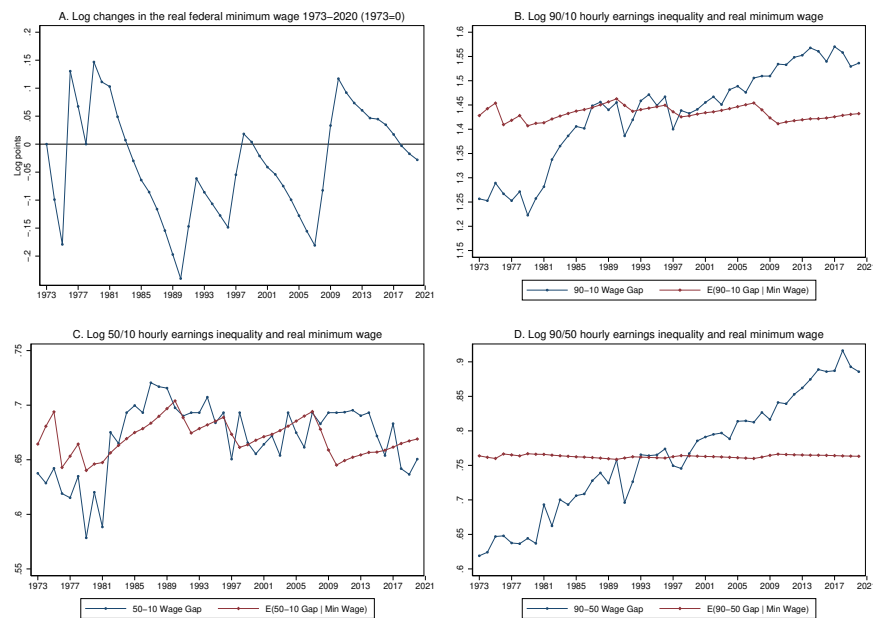 A. Log changes in the real federal minimum wage 1973−2020 (1973=0)
Log points
.2
.15
.1
.05
0
−.05
−.1
−.15
−.2
1973 1977 1981 1985 1989 1993 1997 2001 2005 2009 2013 2017 2021
B. Log 90/10 hourly earnings inequality and real minimum wage
1.6
1.55
1.5
1.45
1.4
1.35
1.3
1.25
1.2
1.15
1973 1977 1981 1985 1989 1993 1997 2001 2005 2009 2013 2017 2021
90−10 Wage Gap E(90−10 Gap | Min Wage)
C. Log 50/10 hourly earnings inequality and real minimum wage
.75
.7
.65
.6
.55
1973 1977 1981 1985 1989 1993 1997 2001 2005 2009 2013 2017 2021
50−10 Wage Gap E(50−10 Gap | Min Wage)
D. Log 90/50 hourly earnings inequality and real minimum wage
.9
.85
.8
.75
.7
.65
.6
1973 1977 1981 1985 1989 1993 1997 2001 2005 2009 2013 2017 2021
90−50 Wage Gap E(90−50 Gap | Min Wage)